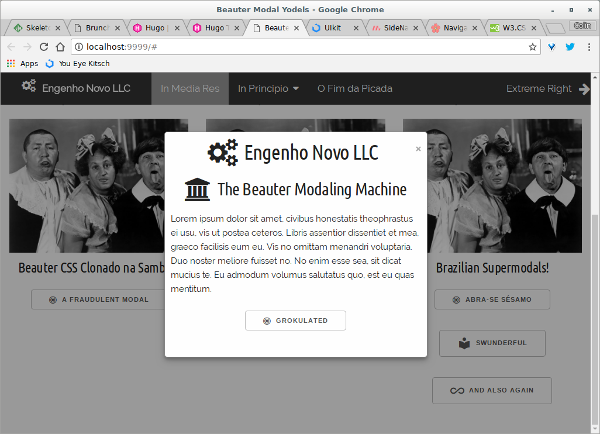 Beauter Modal Yodels - Google Chrome
Skelet
Brunch
Hugo
Hugo
Beaute
UIkit
SideNa
Naviga
W3.CS
Colin
localhost:9999/#
Apps
You Eye Kitsch
Engenho Novo LLC
In Media Res
In Principio
O Fim da Picada
Extreme Right
Engenho Novo LLC
×
The Beauter Modaling Machine
Lorem ipsum dolor sit amet, civibus honestatis theophrastus
ei usu, vis ut postea ceteros. Libris assentior dissentiet et mea,
graeco facilisis eum eu. Vis no omittam menandri voluptaria.
Duo noster meliore fuisset no. No enim esse sea, sit dicat
mucius te. Eu admodum volumus salutatus quo, est eu quas
mentitum.
GROKULATED
Beauter CSS Clonado na Samb
A FRAUDULENT MODAL
Brazilian Supermodals!
ABRA-SE SÉSAMO
SWUNDERFUL
AND ALSO AGAIN